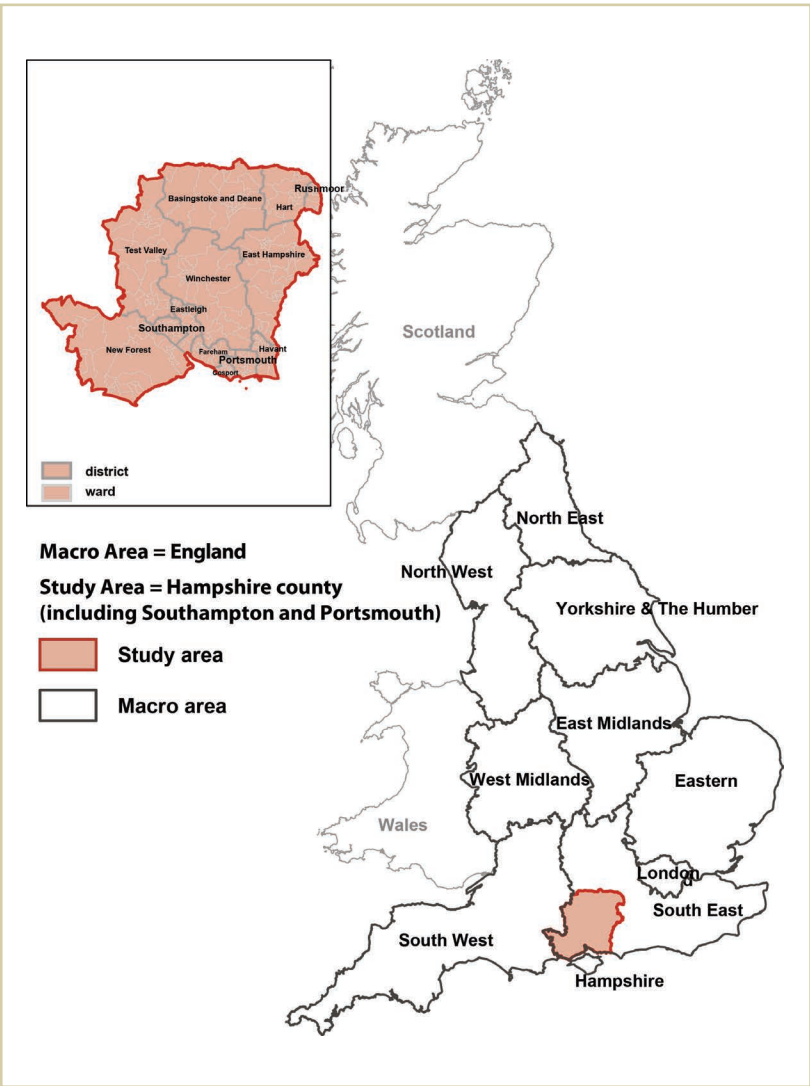 Rushmoor
Basingstoke and Deane
Hart
Test Valley
East Hampshire
Winchester
Eastleigh
Southampton
New Forest
Fareham
Havant
Portsmouth
Gosport
district
ward
Scotland
Macro Area = England
Study Area = Hampshire county
(including Southampton and Portsmouth)
Study area
Macro area
North East
North West
Yorkshire & The Humber
East Midlands
West Midlands
Eastern
Wales
London
South East
South West
Hampshire